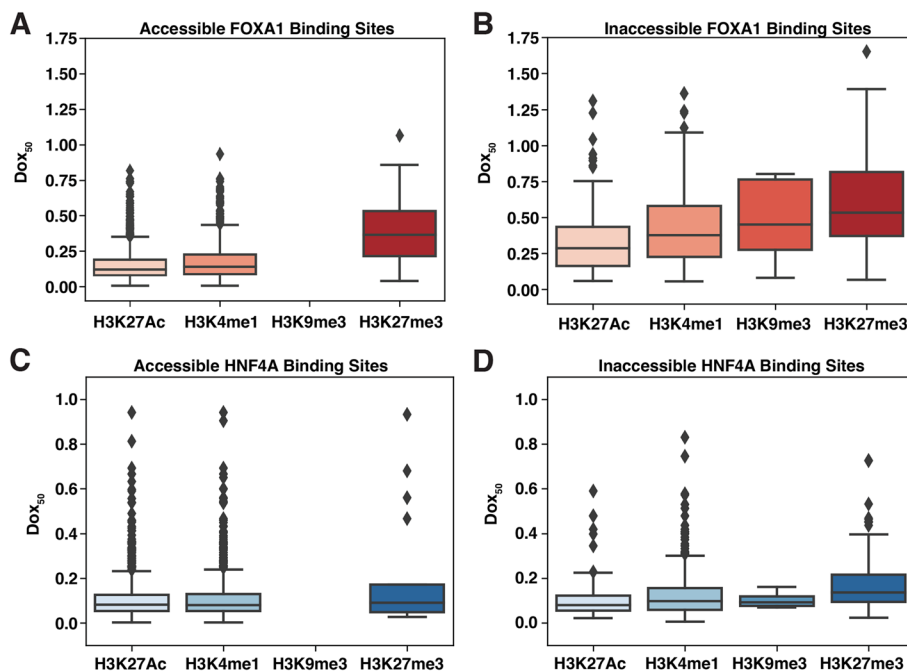 A
Accessible FOXA1 Binding Sites
Dox50
1.75
1.50
1.25
1.00
0.75
0.50
0.25
0.00
H3K27Ac H3K4me1 H3K9me3 H3K27me3
B
Inaccessible FOXA1 Binding Sites
1.75
1.50
1.25
1.00
0.75
0.50
0.25
0.00
H3K27Ac H3K4me1 H3K9me3 H3K27me3
C
Accessible HNF4A Binding Sites
Dox50
1.0
0.8
0.6
0.4
0.2
0.0
H3K27Ac H3K4me1 H3K9me3 H3K27me3
D
Inaccessible HNF4A Binding Sites
Dox50
1.0
0.8
0.6
0.4
0.2
0.0
H3K27Ac H3K4me1 H3K9me3 H3K27me3